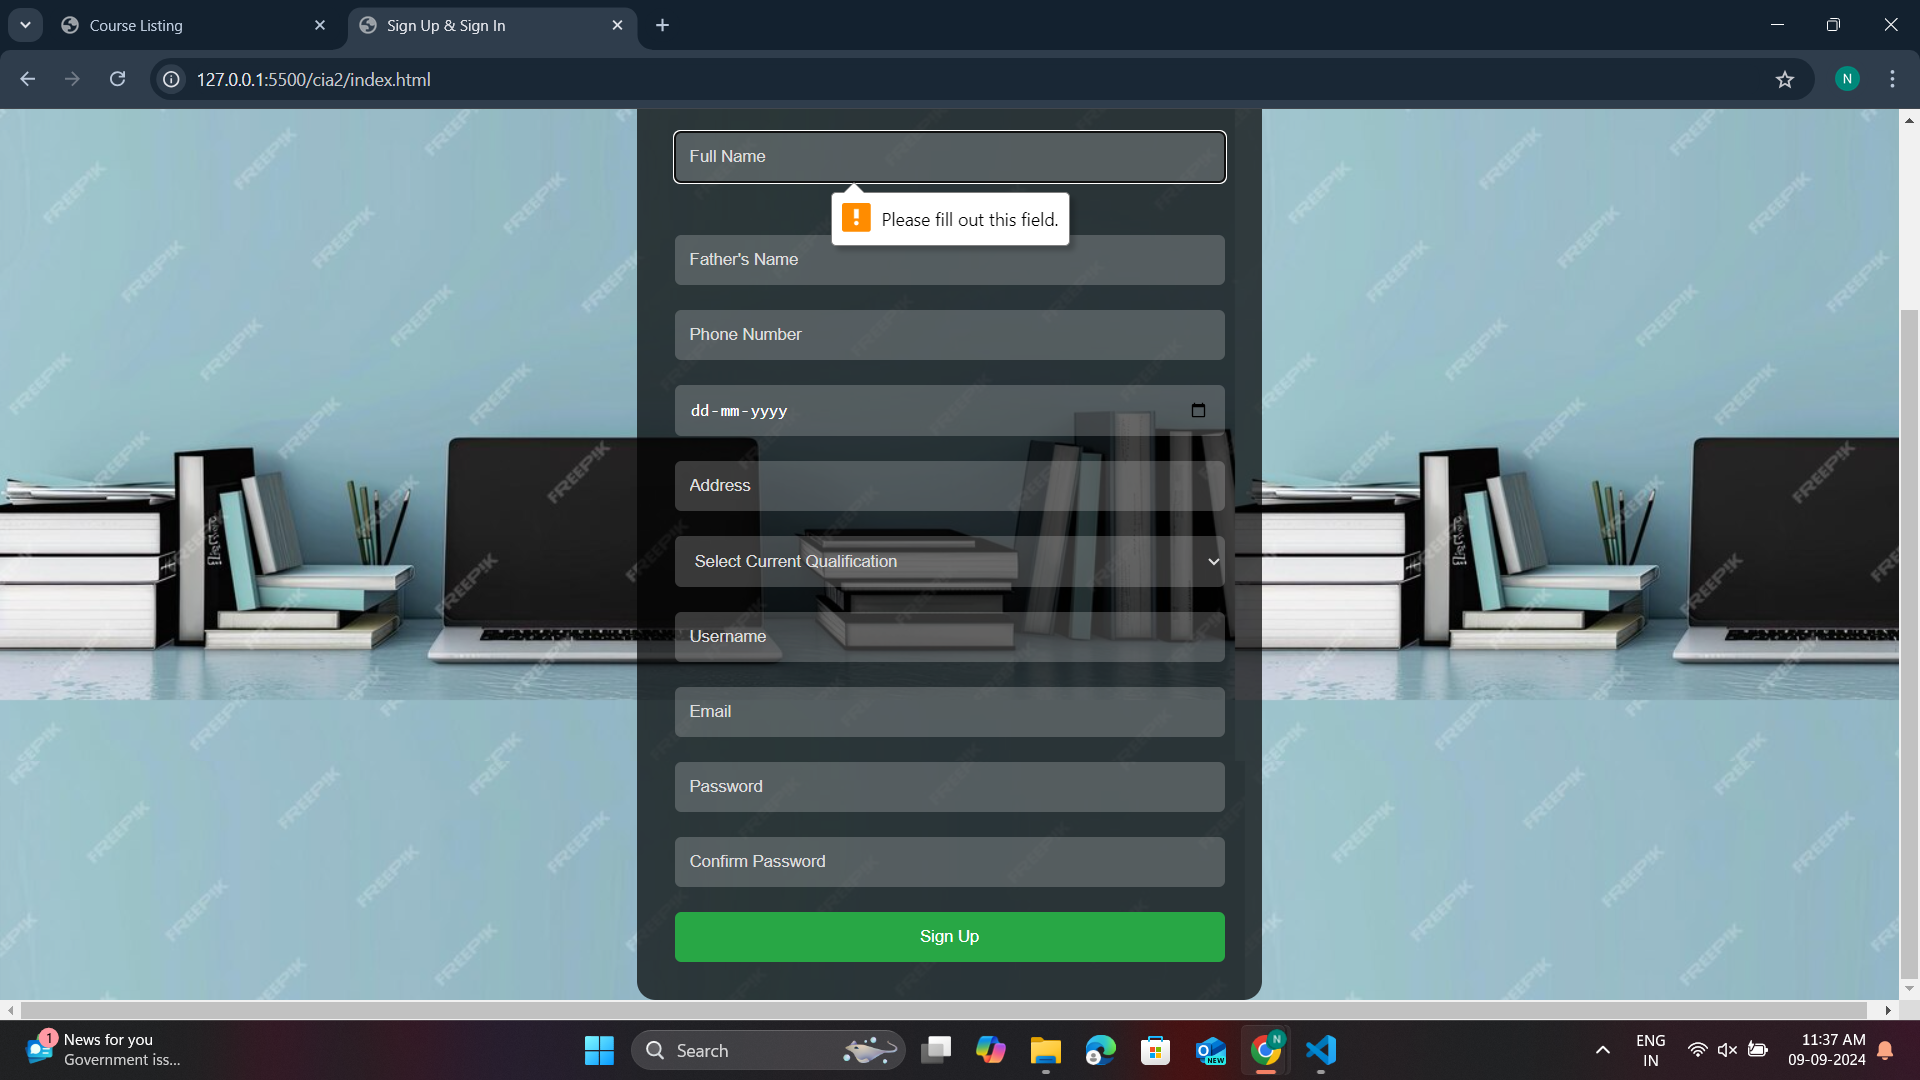 Course Listing
Sign Up & Sign In
127.0.0.1:5500/cia2/index.html
N
Full Name
Please fill out this field.
Father's Name
Phone Number
dd-mm-yyyy
Address
Select Current Qualification
Username
Email
Password
Confirm Password
Sign Up
FREEPIK
1
News for you
Government iss...
Search
NEW
N
ENG
IN
11:37 AM
09-09-2024